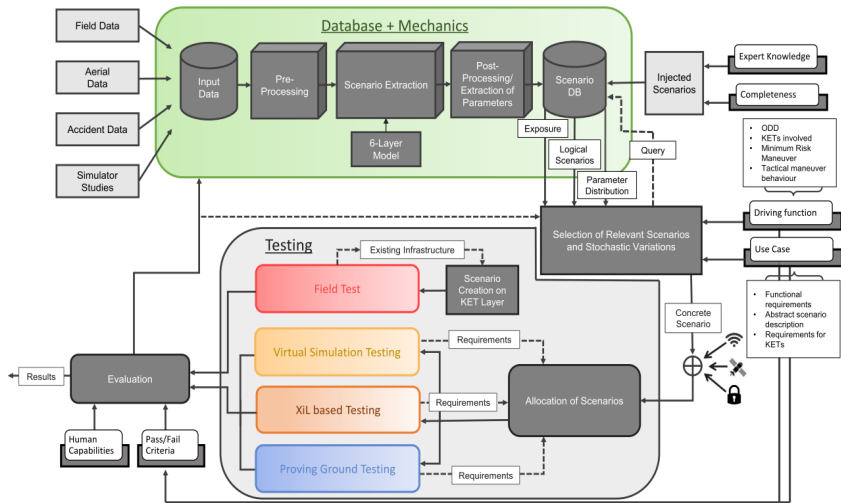 Database + Mechanics
Field Data
Aerial
Data
Accident Data
Simulator
Studies
Input
Data
Pre-
Processing
Scenario Extraction
6-Layer
Model
Post-
Processing/
Extraction of
Parameters
Scenario
DB
Injected
Scenarios
Expert Knowledge
Completeness
Exposure
Logical
Scenarios
Parameter
Distribution
Query
• ODD
• KETs involved
• Minimum Risk
Maneuver
• Tactical maneuver
behaviour
Driving function
Use Case
• Functional
requirements
• Abstract scenario
description
• Requirements for
KETs
Selection of Relevant Scenarios
and Stochastic Variations
Concrete
Scenario
Testing
Existing Infrastructure
Field Test
Scenario
Creation on
KET Layer
Virtual Simulation Testing
Requirements
XiL based Testing
Requirements
Allocation of Scenarios
Proving Ground Testing
Requirements
Results
Evaluation
Human
Capabilities
Pass/Fail
Criteria